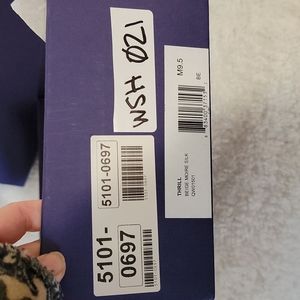 WSH 021
5101-0697
5101-
0697
M9.5
BE
THRILL
BEIGE MOIRE SILK